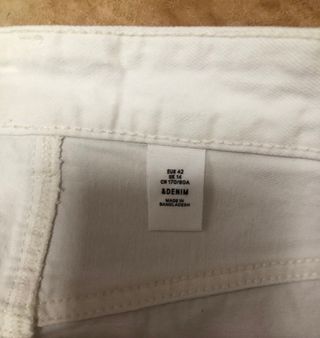 EUR 42
UK 14
CN 170/80A
&DENIM
MADE IN
BANGLADESH